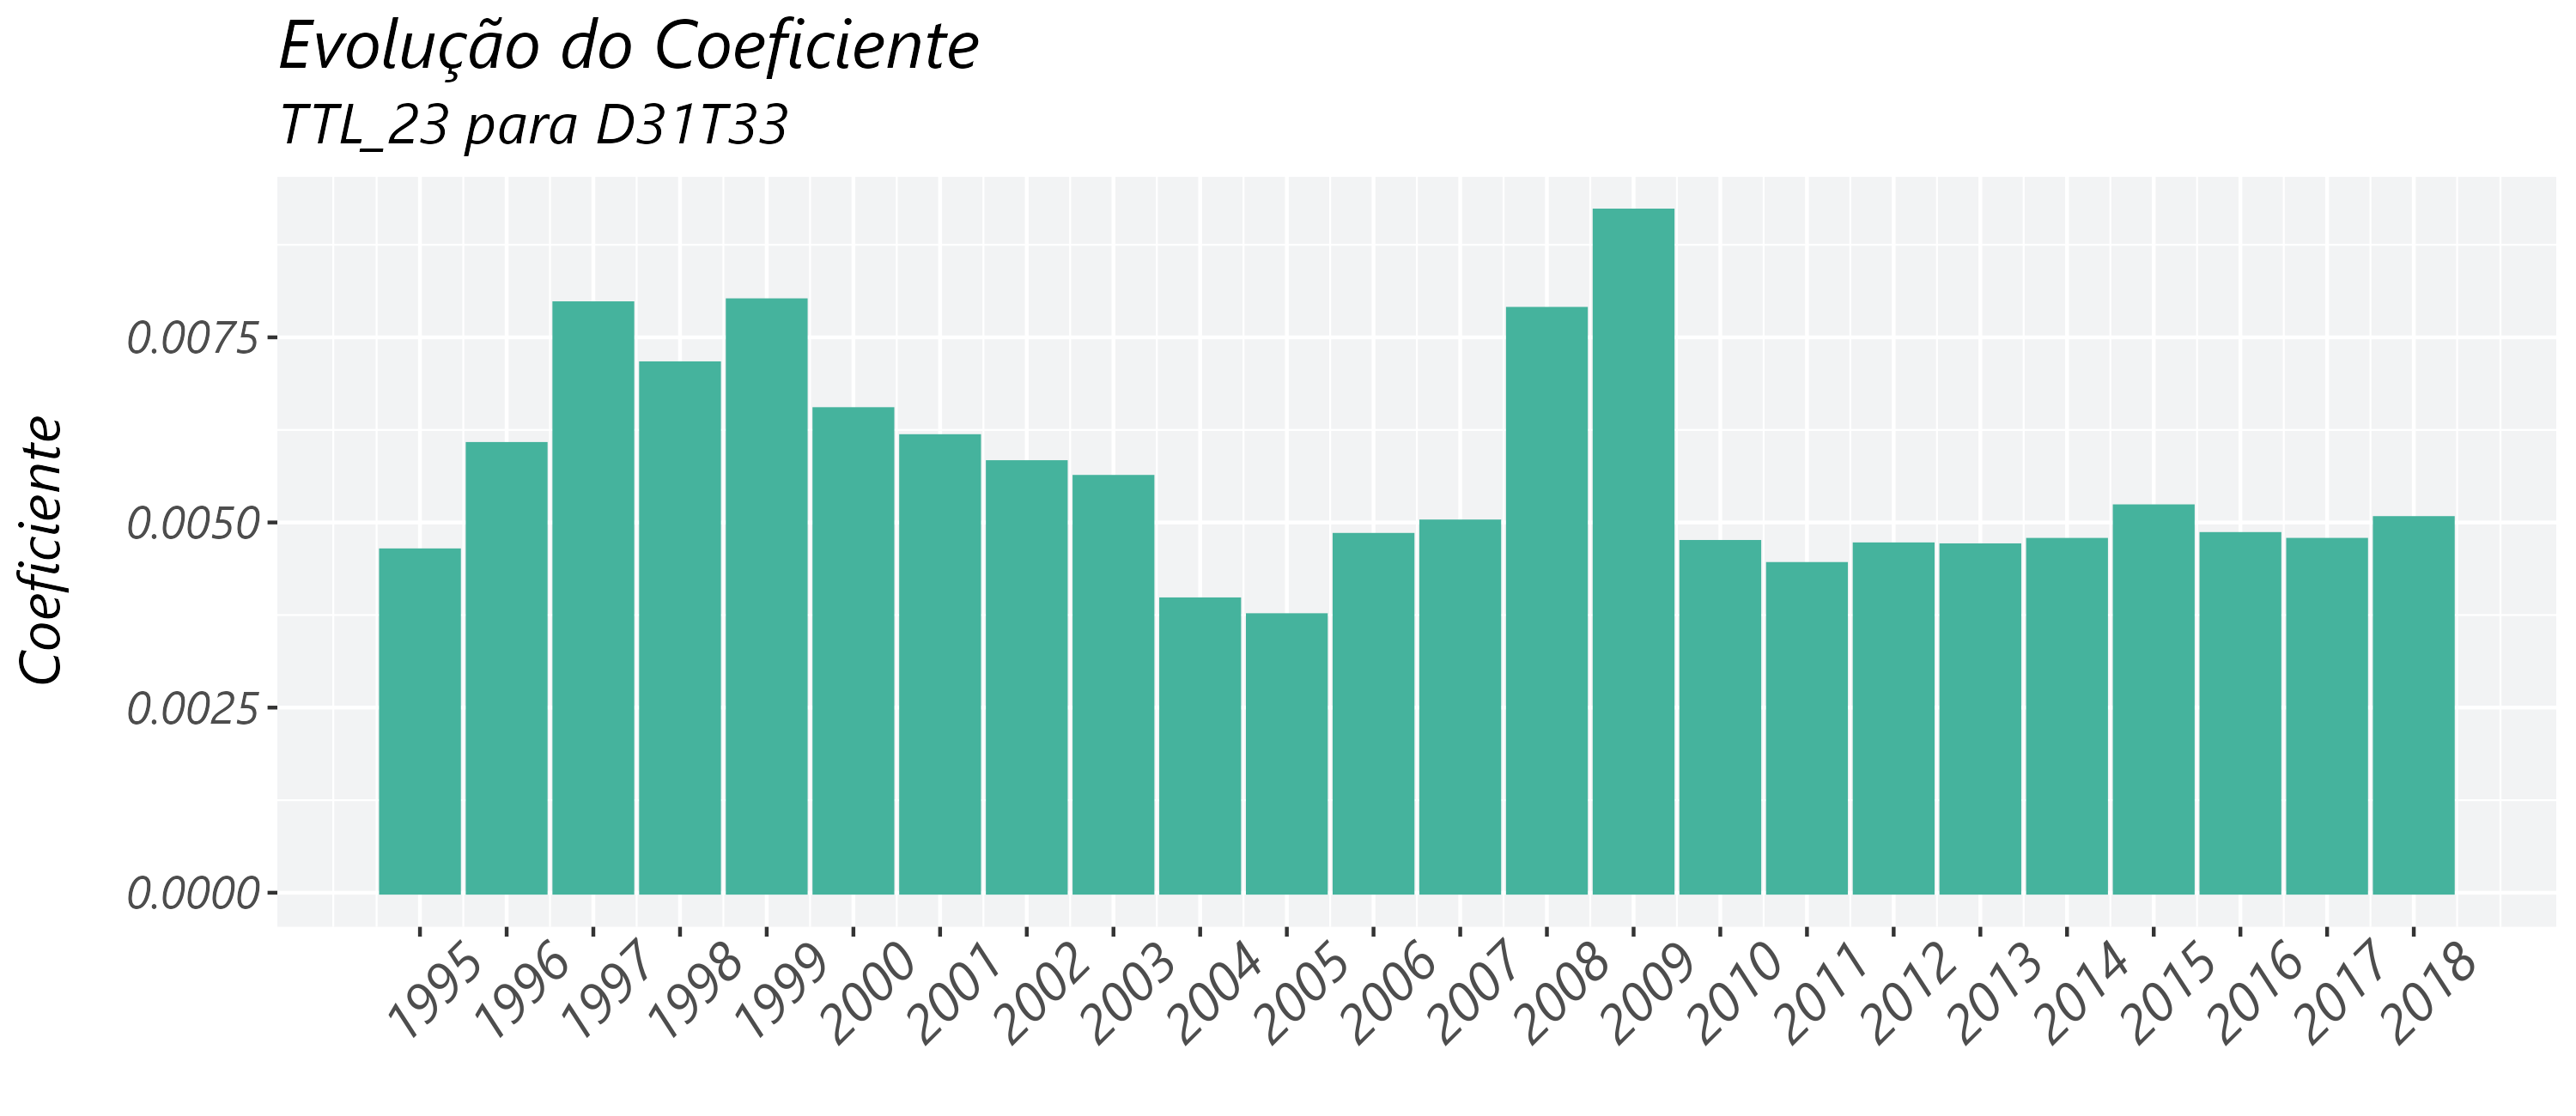 Evolução do Coeficiente
TTL_23 para D31T33
Coeficiente
0.0075
0.0050
0.0025
0.0000
1995 1996 1997 1998 1999 2000 2001 2002 2003 2004 2005 2006 2007 2008 2009 2010 2011 2012 2013 2014 2015 2016 2017 2018